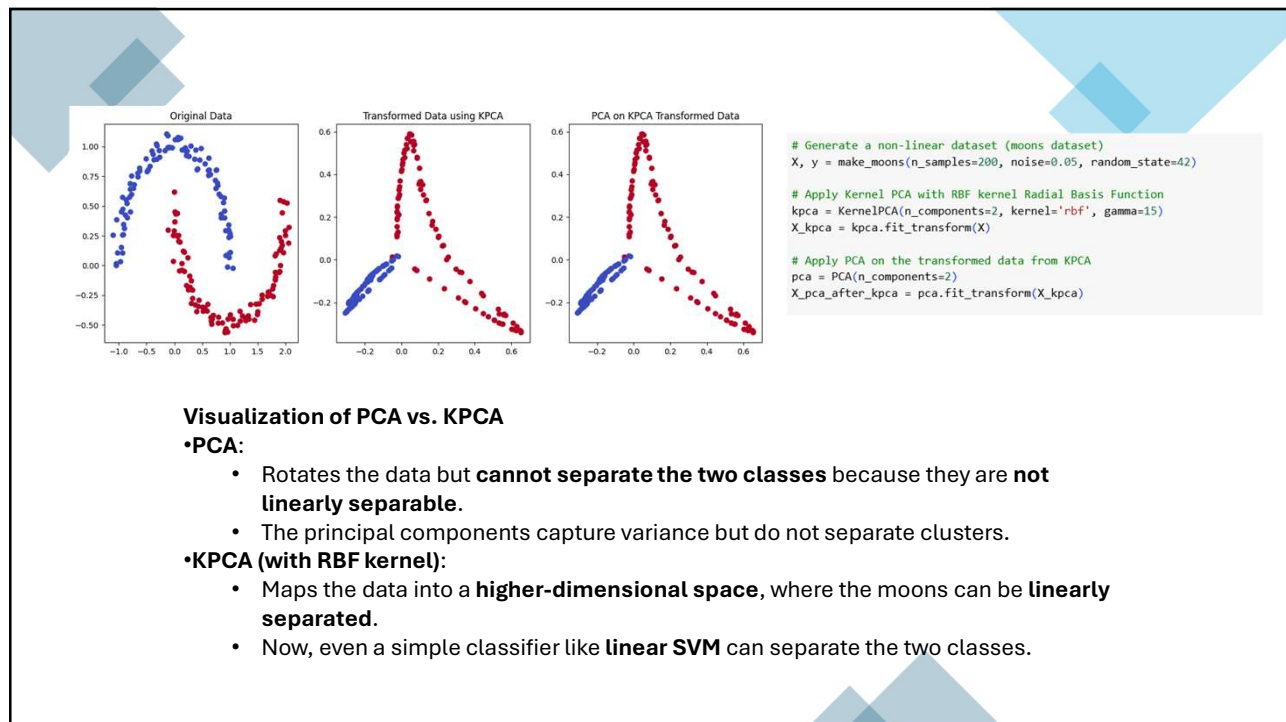 Original Data
1.00
0.75
0.50
0.25
0.00
−0.25
−0.50
−1.0 −0.5 0.0 0.5 1.0 1.5 2.0
Transformed Data using KPCA
0.6
0.4
0.2
0.0
−0.2
−0.2 0.0 0.2 0.4 0.6
PCA on KPCA Transformed Data
0.6
0.4
0.2
0.0
−0.2
−0.2 0.0 0.2 0.4 0.6
# Generate a non-linear dataset (moons dataset)
X, y = make_moons(n_samples=200, noise=0.05, random_state=42)
# Apply Kernel PCA with RBF kernel Radial Basis Function
kpca = KernelPCA(n_components=2, kernel='rbf', gamma=15)
X_kpca = kpca.fit_transform(X)
# Apply PCA on the transformed data from KPCA
pca = PCA(n_components=2)
X_pca_after_kpca = pca.fit_transform(X_kpca)
Visualization of PCA vs. KPCA
•PCA:
• Rotates the data but cannot separate the two classes because they are not
linearly separable.
• The principal components capture variance but do not separate clusters.
•KPCA (with RBF kernel):
• Maps the data into a higher-dimensional space, where the moons can be linearly
separated.
• Now, even a simple classifier like linear SVM can separate the two classes.